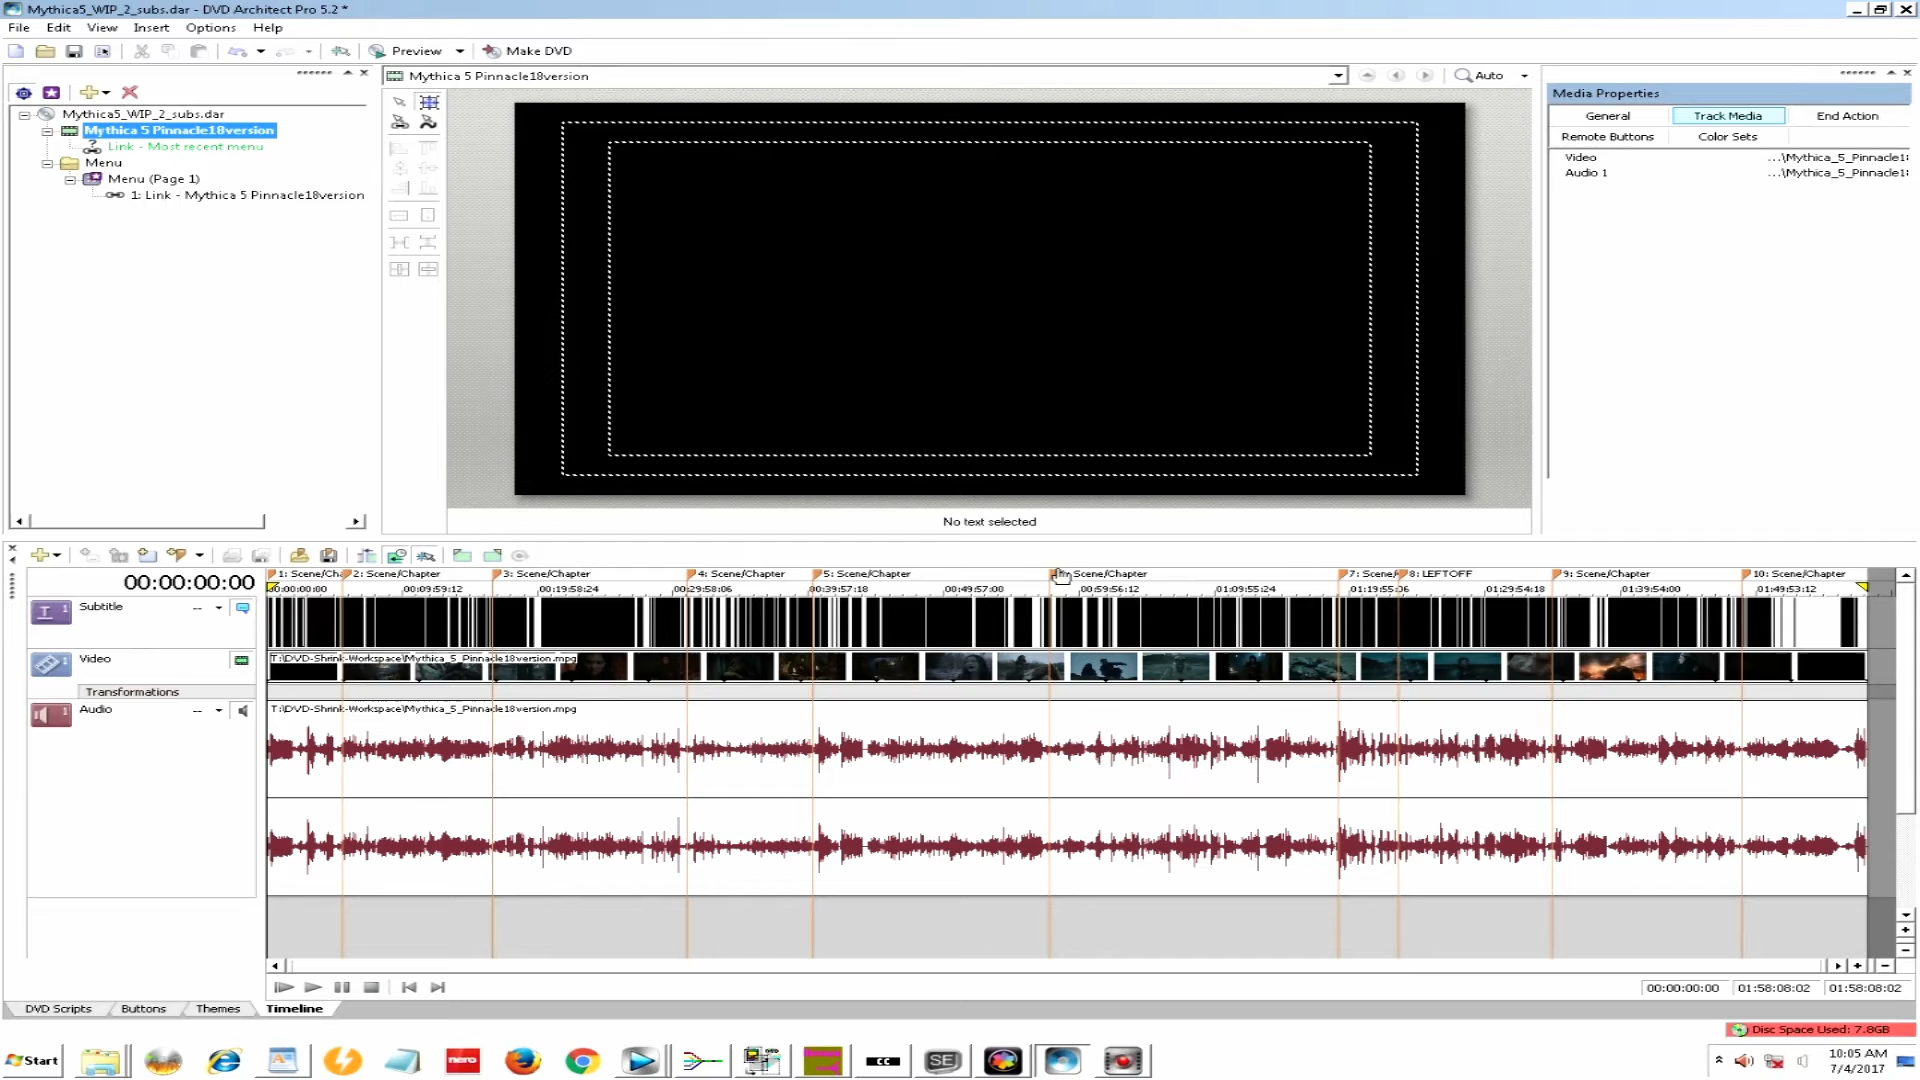 Mythica5_WIP_2_subs.dar - DVD Architect Pro 5.2 *
File Edit View Insert Options Help
Preview Make DVD
Mythica5_WIP_2_subs.dar
Mythica 5 Pinnacle18version
Link - Most recent menu
Menu
Menu (Page 1)
1: Link - Mythica 5 Pinnacle18version
Mythica 5 Pinnacle18version
Auto
No text selected
Media Properties
General Track Media End Action
Remote Buttons Color Sets
Video ...\Mythica_5_Pinnacle1
Audio 1 ...\Mythica_5_Pinnacle1
00:00:00:00
1: Scene/Cha 2: Scene/Chapter 3: Scene/Chapter 4: Scene/Chapter 5: Scene/Chapter Scene/Chapter 7: Scene/ 8: LEFTOFF 9: Scene/Chapter 10: Scene/Chapter
00:00:00:00 00:09:59:12 00:19:58:24 00:29:58:06 00:39:57:18 00:49:57:00 00:59:56:12 01:09:55:24 01:19:55:06 01:29:54:18 01:39:54:00 01:49:53:12
1 Subtitle --
1 Video
T:\DVD-Shrink-Workspace\Mythica_5_Pinnacle18version.mpg
Transformations
1 Audio --
T:\DVD-Shrink-Workspace\Mythica_5_Pinnacle18version.mpg
00:00:00:00 01:58:08:02 01:58:08:02
DVD Scripts Buttons Themes Timeline
Disc Space Used: 7.8GB
Start
nero
CC
SE
10:05 AM
7/4/2017